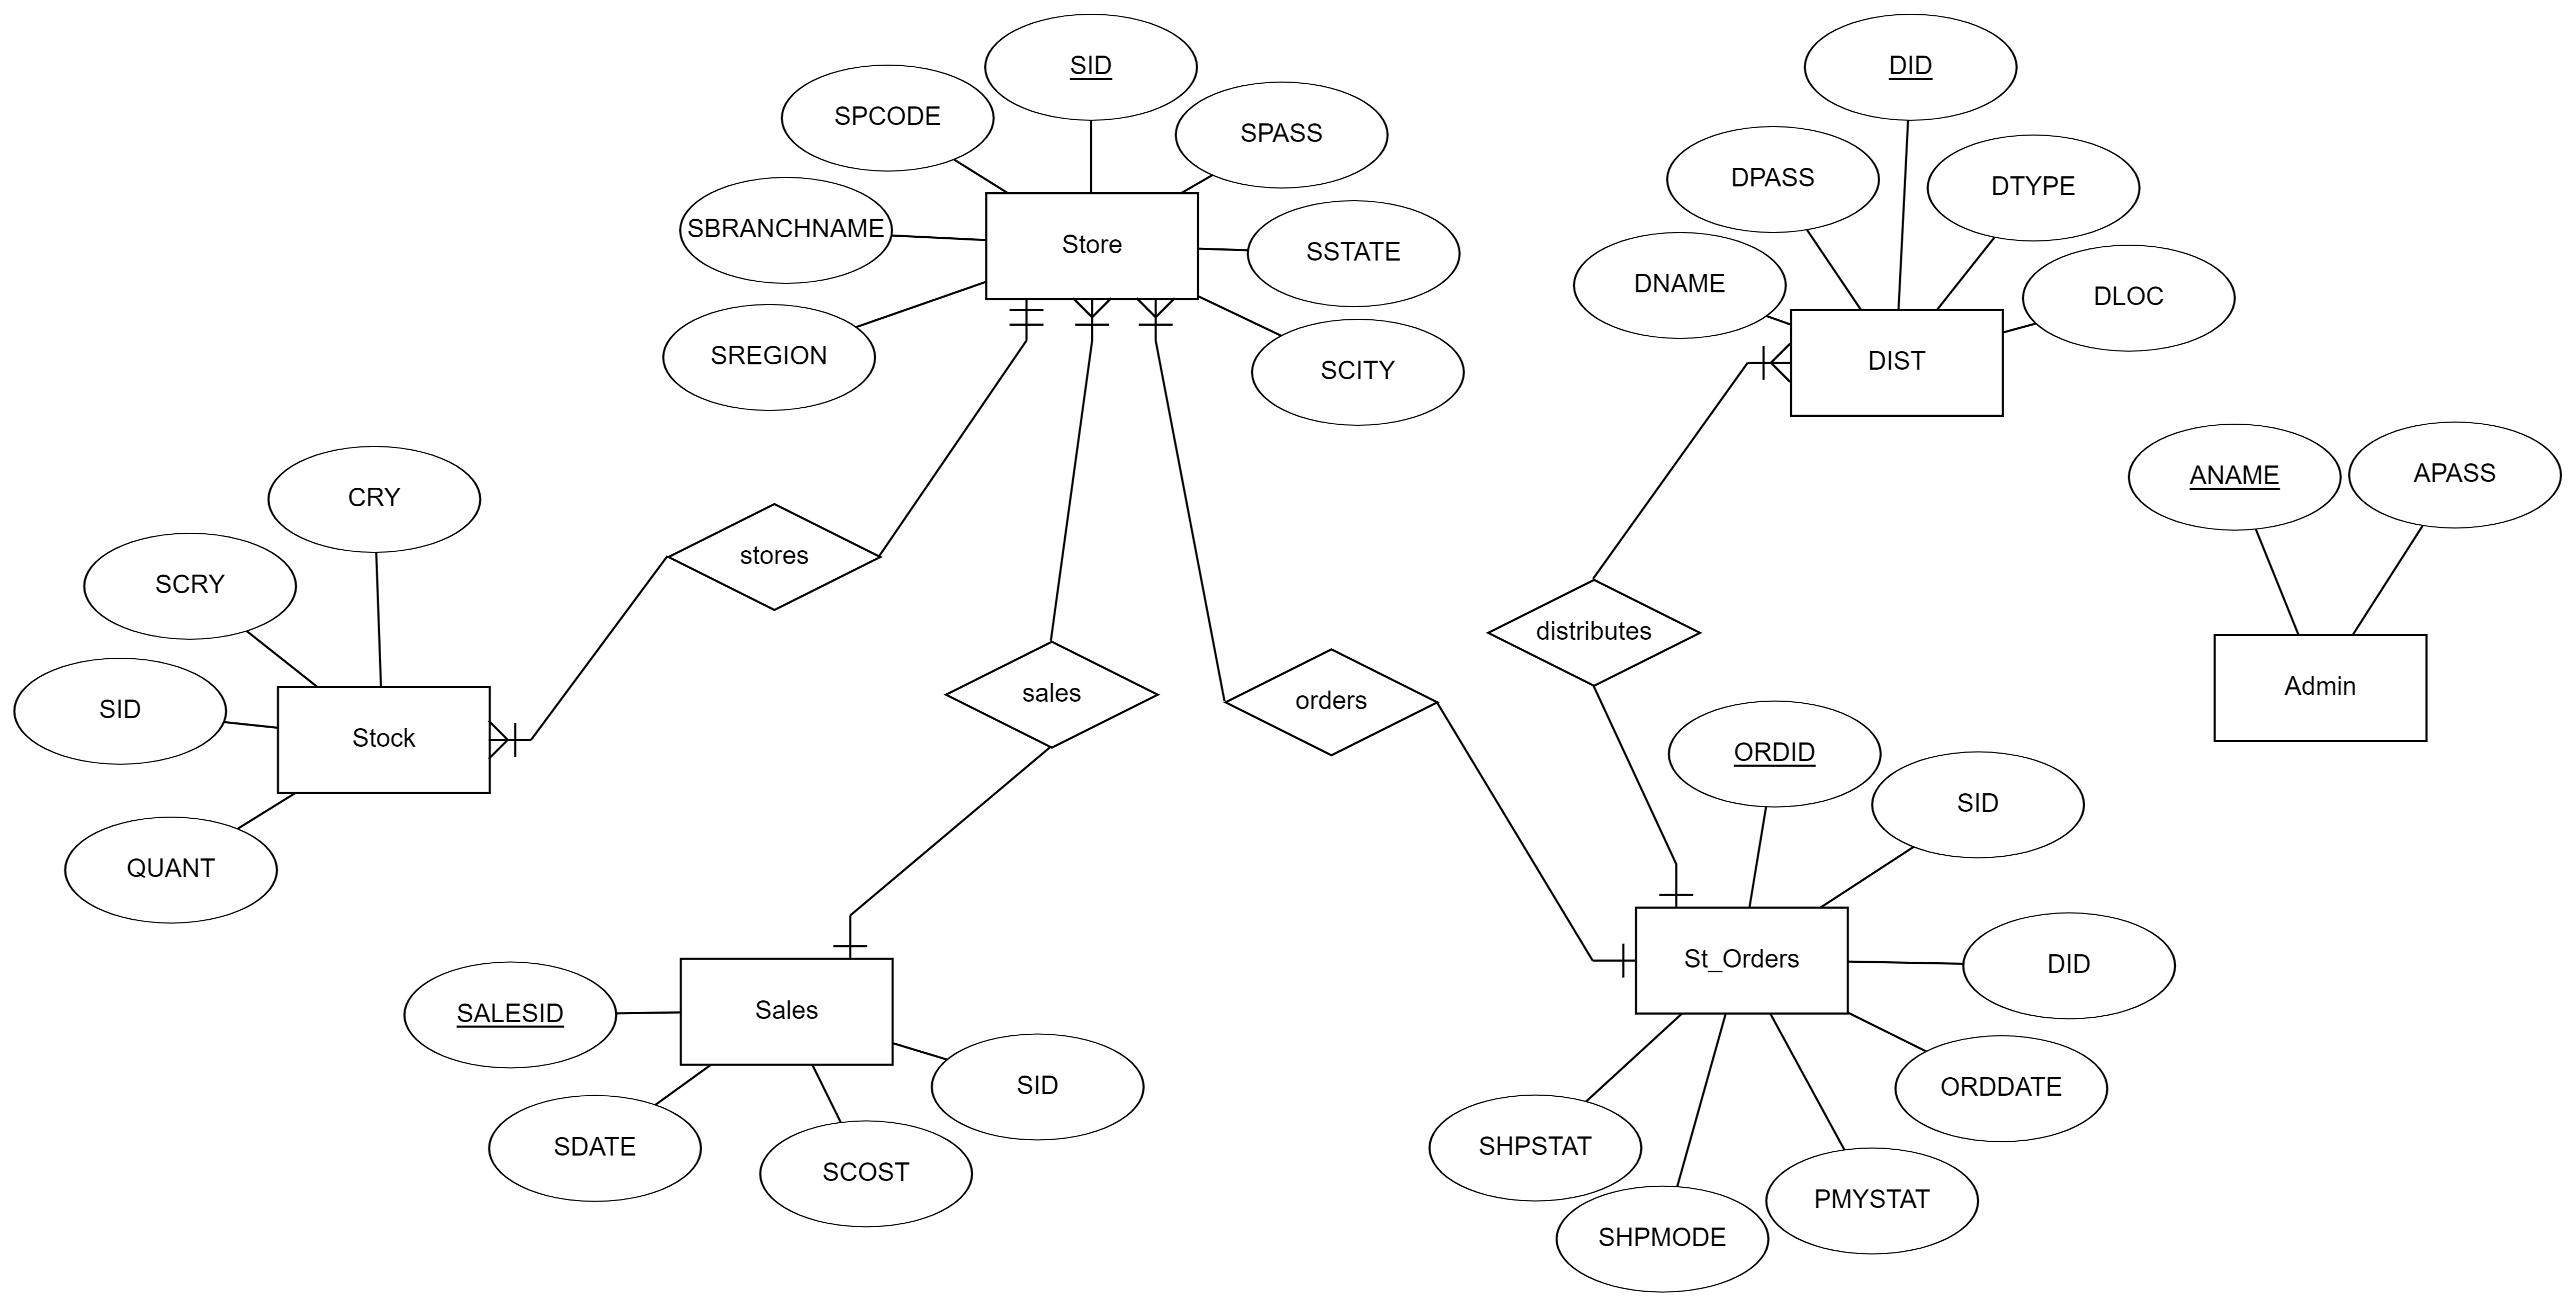 SID
DID
SPCODE
SPASS
DPASS
DTYPE
SBRANCHNAME
Store
SSTATE
DNAME
DLOC
SREGION
SCITY
DIST
CRY
ANAME
APASS
SCRY
stores
distributes
SID
Stock
sales
orders
Admin
ORDID
SID
QUANT
St_Orders
DID
SALESID
Sales
SID
ORDDATE
SDATE
SCOST
SHPSTAT
SHPMODE
PMYSTAT